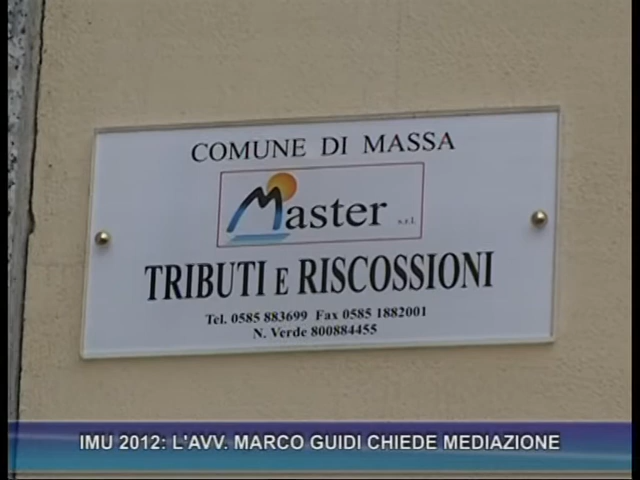 COMUNE DI MASSA
Master s.r.l.
TRIBUTI E RISCOSSIONI
Tel. 0585 883699 Fax 0585 1882001
N. Verde 800884455
IMU 2012: L'AVV. MARCO GUIDI CHIEDE MEDIAZIONE